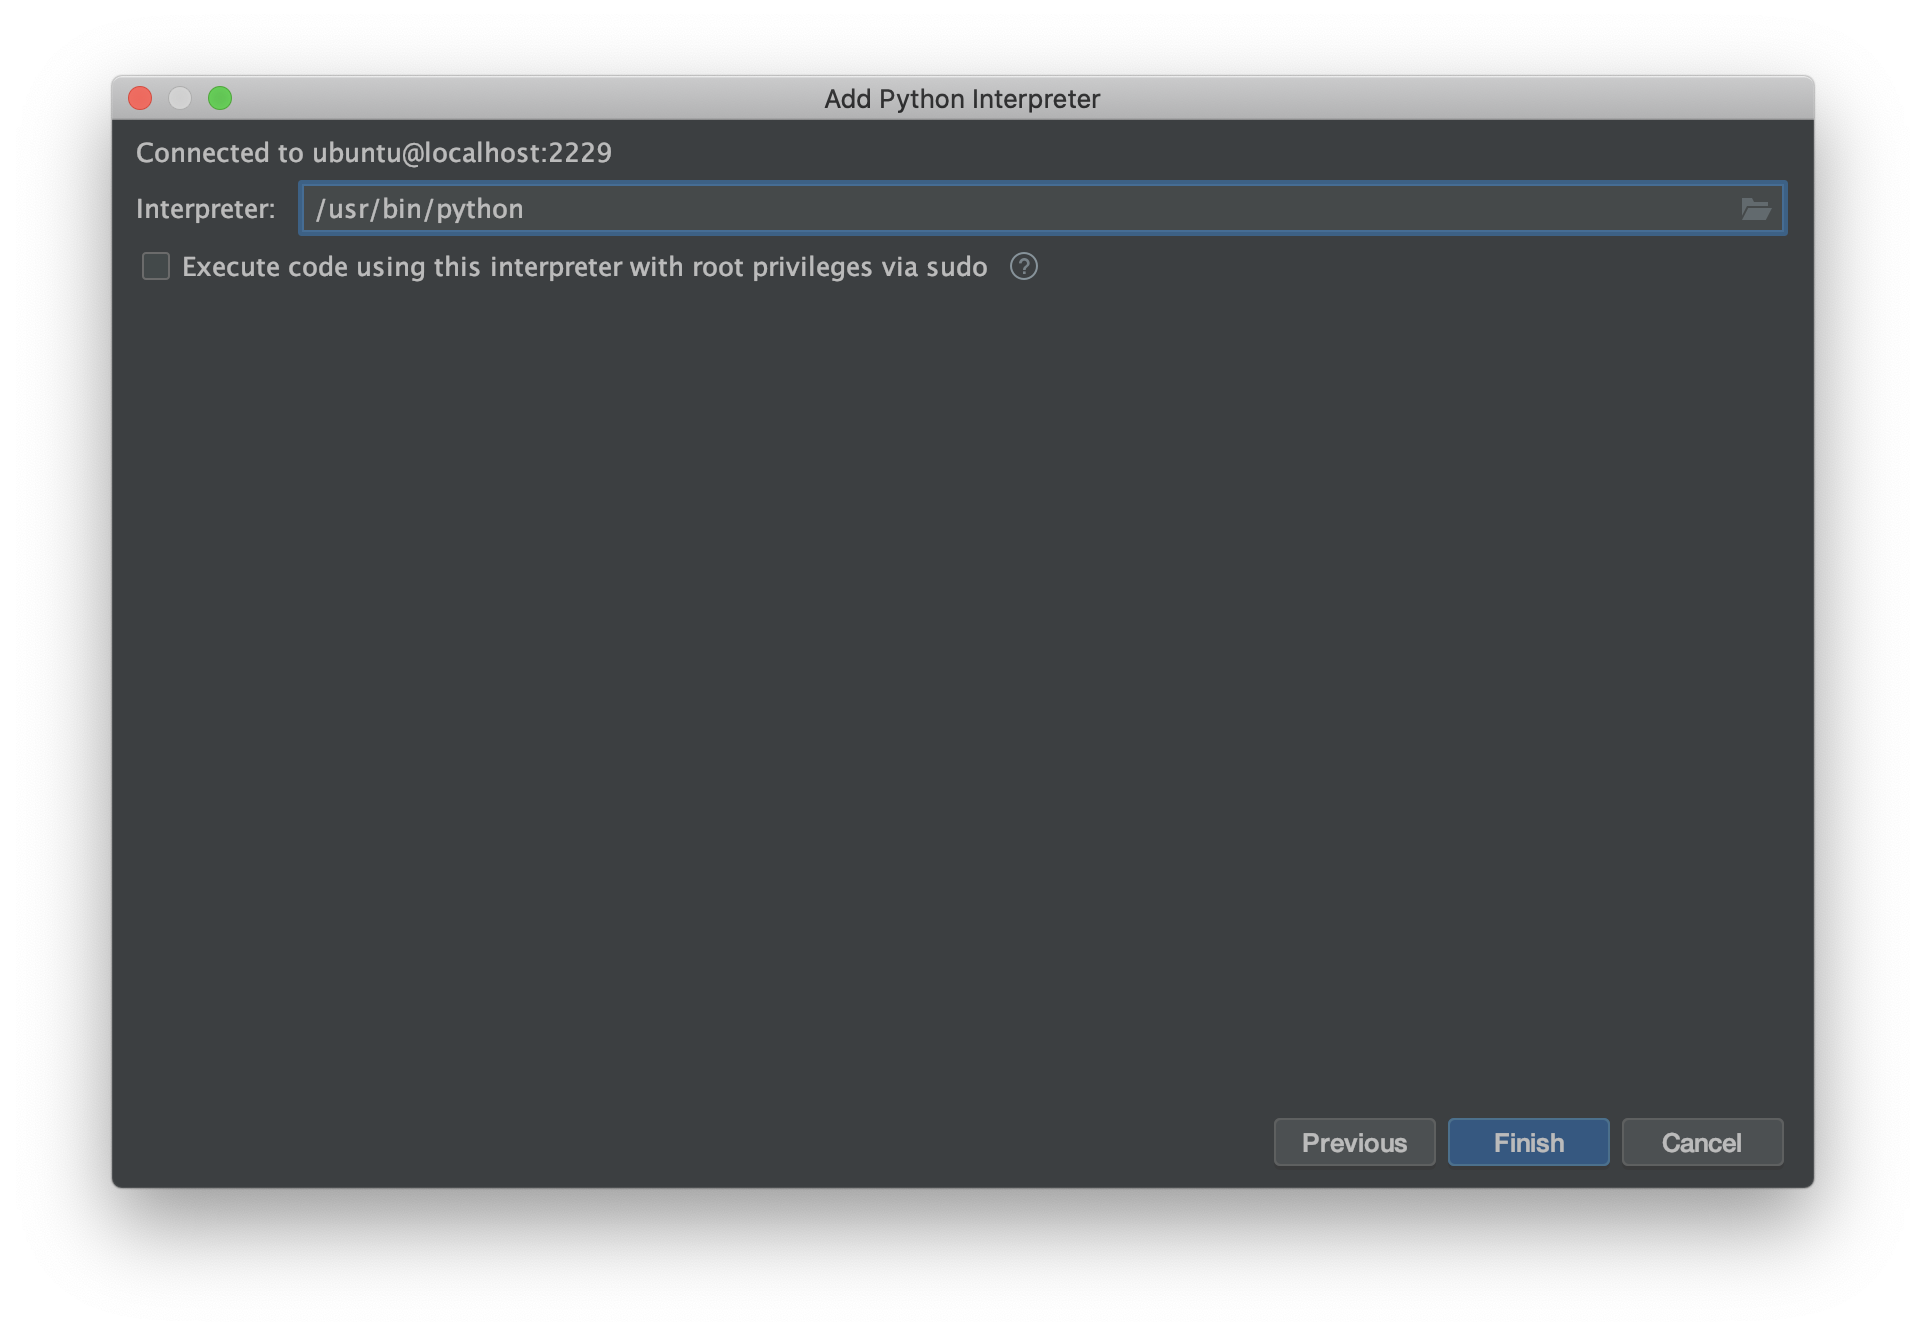 Add Python Interpreter
Connected to ubuntu@localhost:2229
Interpreter: /usr/bin/python
Execute code using this interpreter with root privileges via sudo ?
Previous Finish Cancel